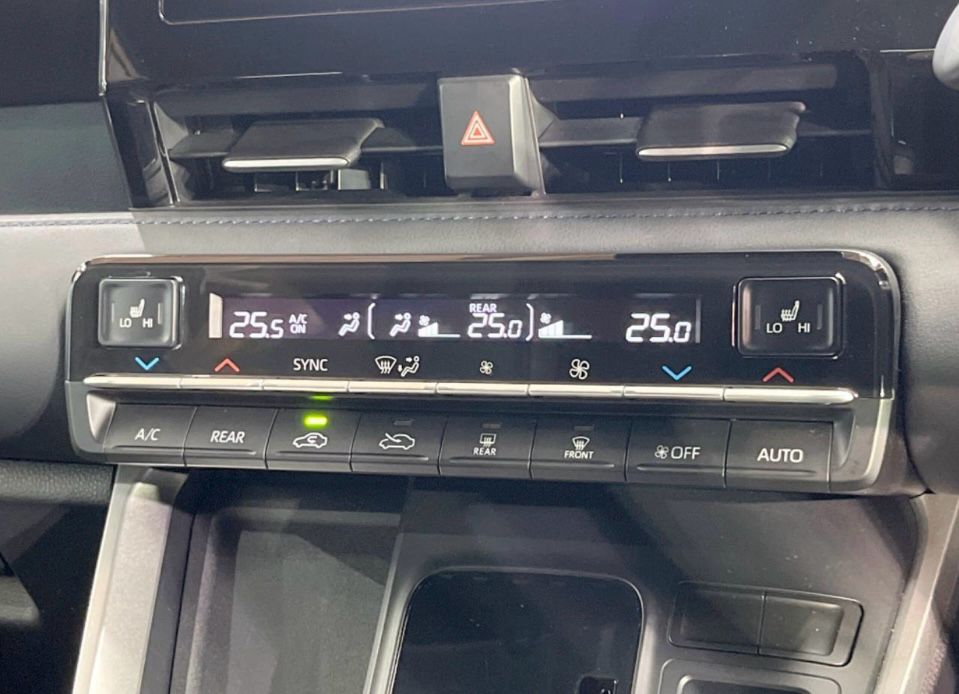 LO HI
25.5 A/C ON
REAR
25.0
25.0
LO HI
SYNC
A/C
REAR
REAR
FRONT
OFF
AUTO